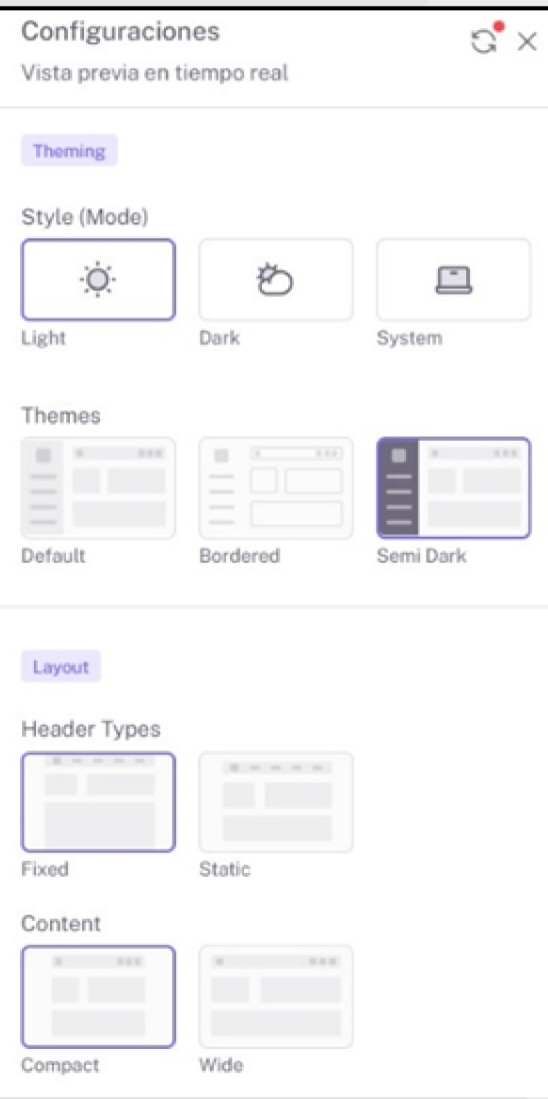 Configuraciones
Vista previa en tiempo real
Theming
Style (Mode)
Light Dark System
Themes
Default Bordered Semi Dark
Layout
Header Types
Fixed Static
Content
Compact Wide